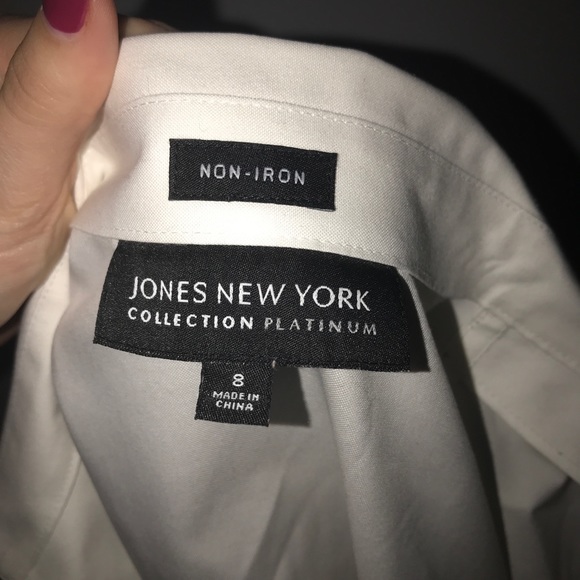 NON-IRON
JONES NEW YORK
COLLECTION PLATINUM
8
MADE IN
CHINA